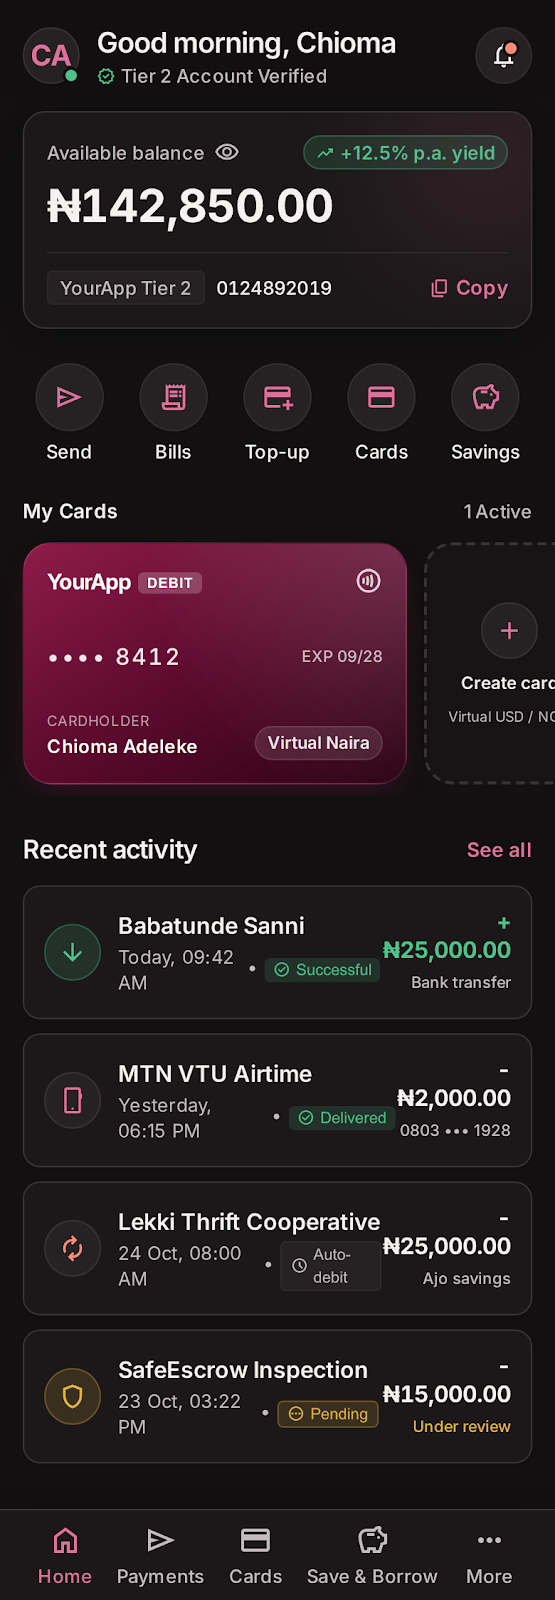 CA
Good morning, Chioma
Tier 2 Account Verified
Available balance
+12.5% p.a. yield
₦142,850.00
YourApp Tier 2
0124892019
Copy
Send
Bills
Top-up
Cards
Savings
My Cards
1 Active
YourApp
DEBIT
•••• 8412
EXP 09/28
CARDHOLDER
Chioma Adeleke
Virtual Naira
Create card
Virtual USD / NG
Recent activity
See all
Babatunde Sanni
Today, 09:42
AM
• Successful
+
₦25,000.00
Bank transfer
MTN VTU Airtime
Yesterday,
06:15 PM
• Delivered
-
₦2,000.00
0803 ••• 1928
Lekki Thrift Cooperative
24 Oct, 08:00
AM
• Auto-
debit
-
₦25,000.00
Ajo savings
SafeEscrow Inspection
23 Oct, 03:22
PM
• Pending
-
₦15,000.00
Under review
Home
Payments
Cards
Save & Borrow
More